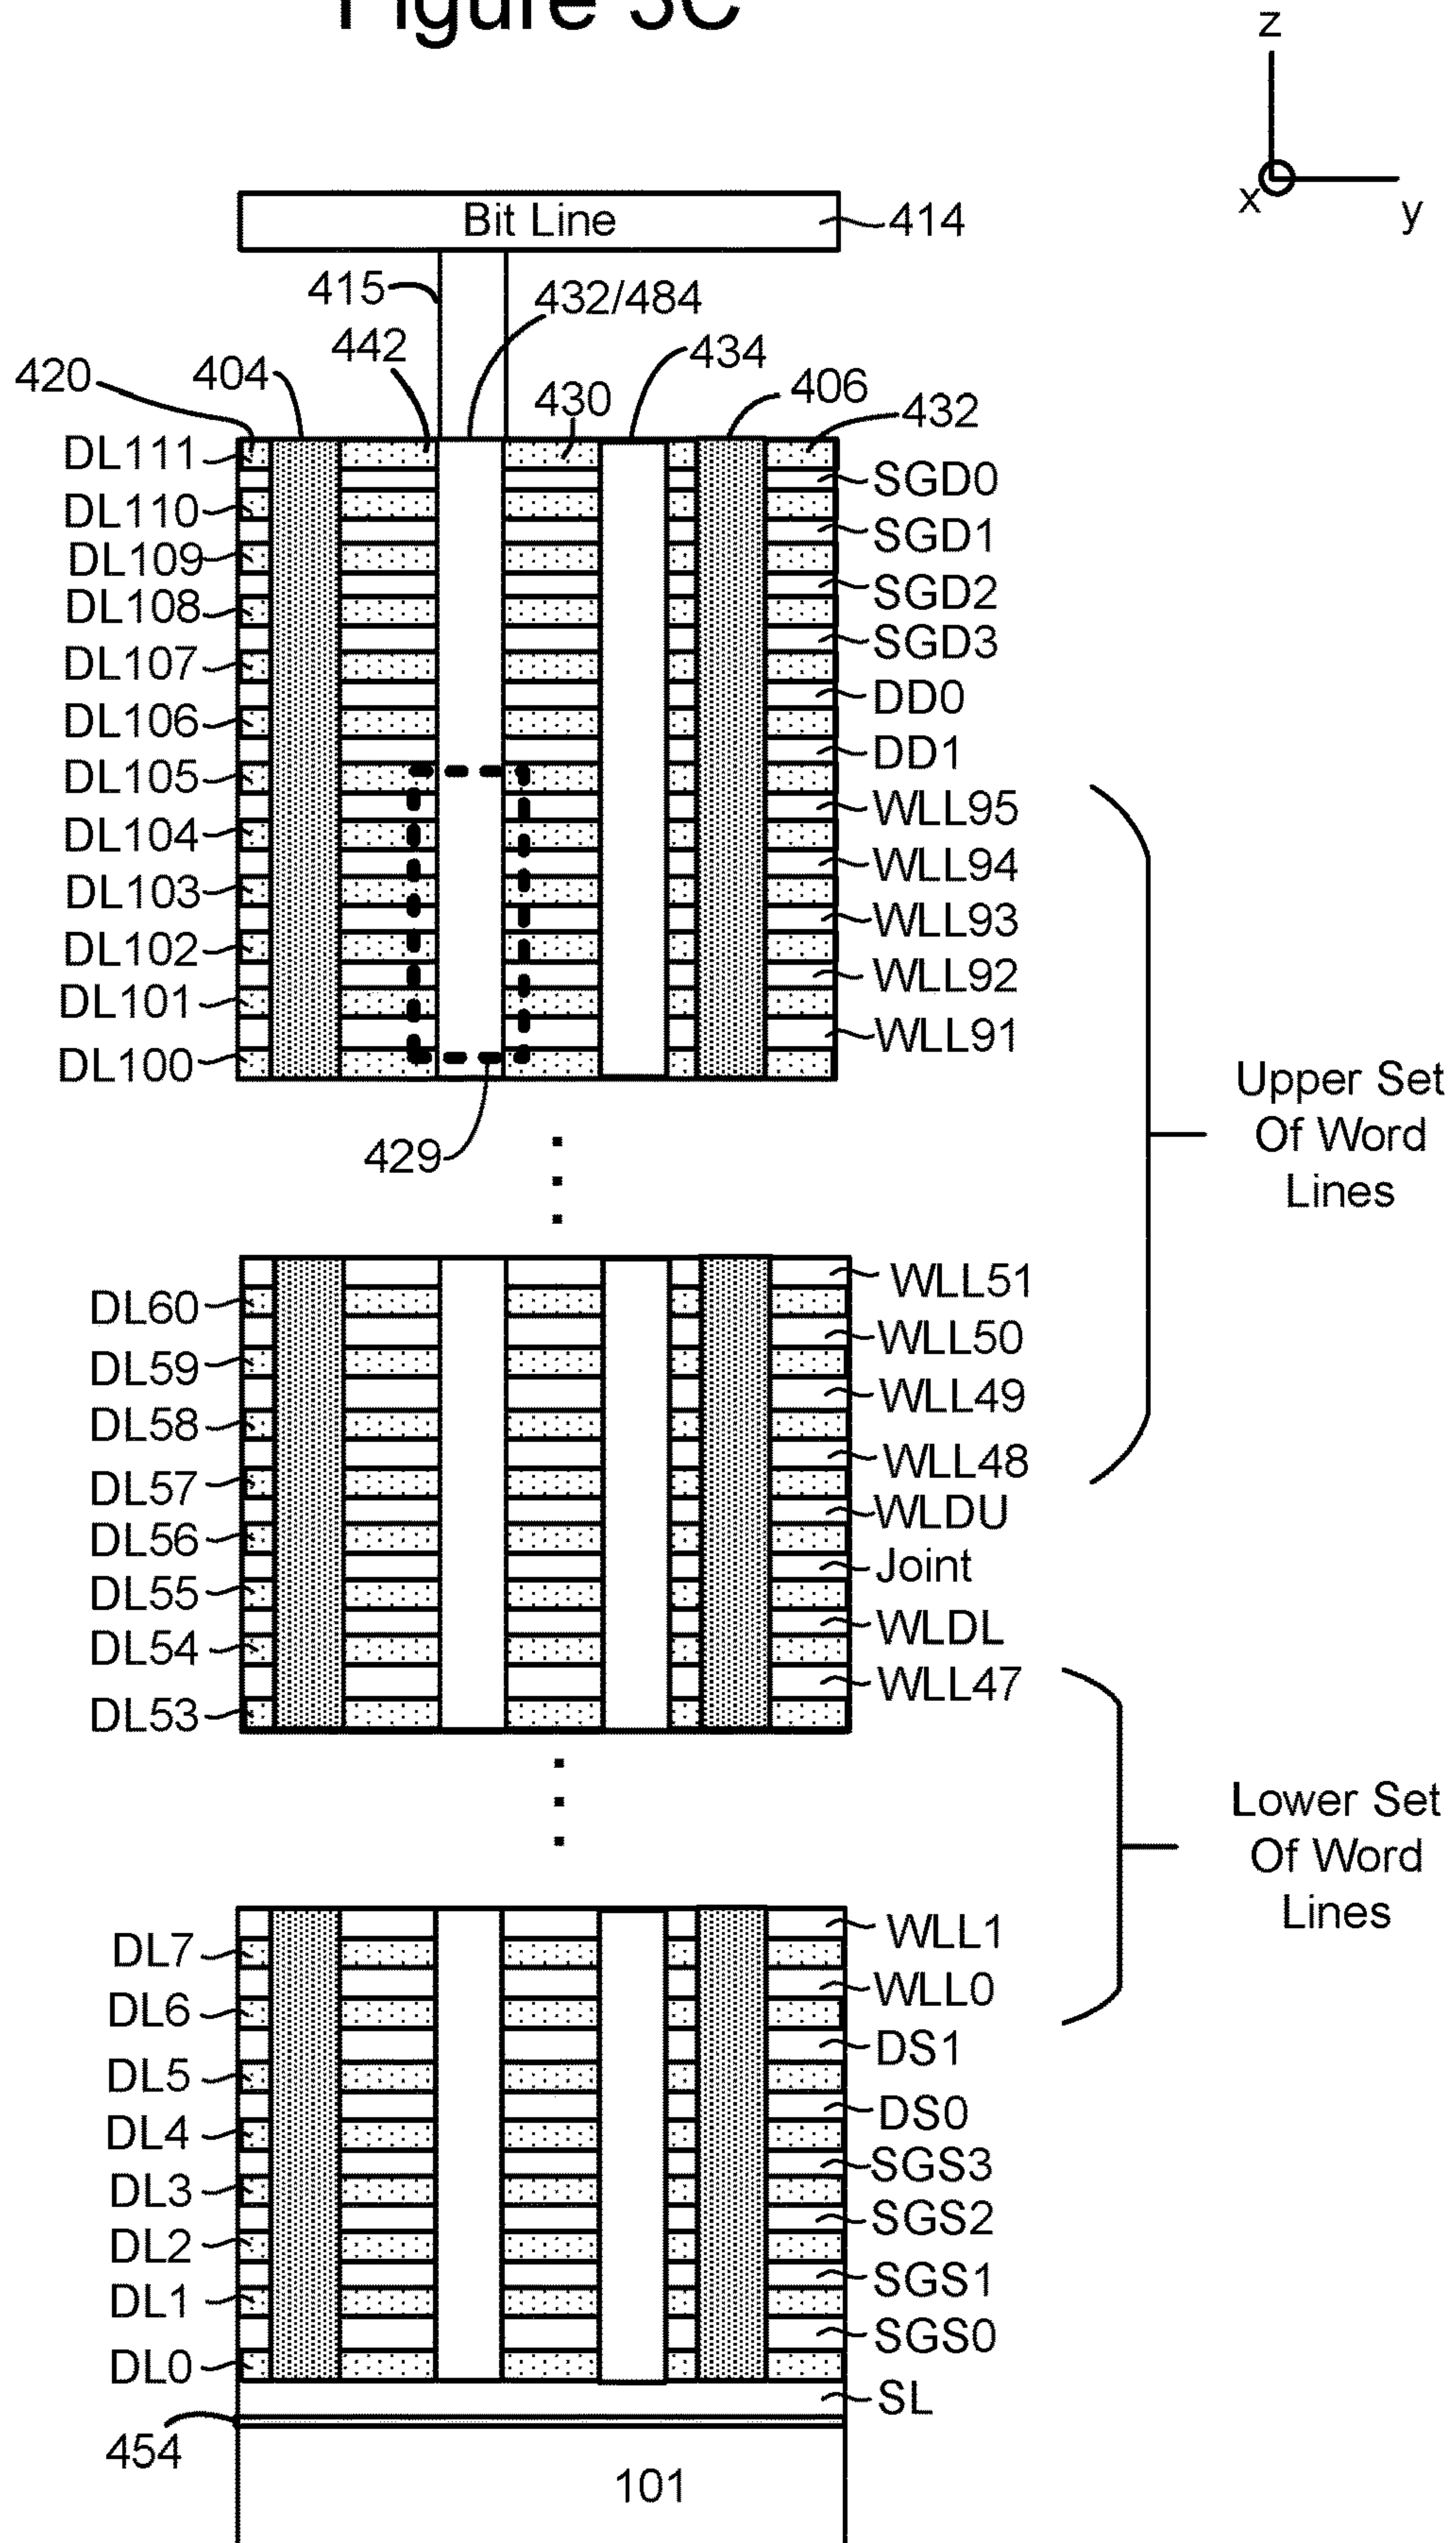 Figure 3C
z
x
y
Bit Line
414
415
432/484
442
434
420
404
430
406
432
DL111
SGD0
DL110
SGD1
DL109
SGD2
DL108
SGD3
DL107
DD0
DL106
DD1
DL105
WLL95
DL104
WLL94
DL103
WLL93
DL102
WLL92
DL101
WLL91
DL100
Upper Set
Of Word
Lines
429
WLL51
DL60
WLL50
DL59
WLL49
DL58
WLL48
DL57
WLDU
DL56
Joint
DL55
WLDL
DL54
WLL47
DL53
Lower Set
Of Word
Lines
WLL1
DL7
WLL0
DL6
DS1
DL5
DS0
DL4
SGS3
DL3
SGS2
DL2
SGS1
DL1
SGS0
DL0
SL
454
101